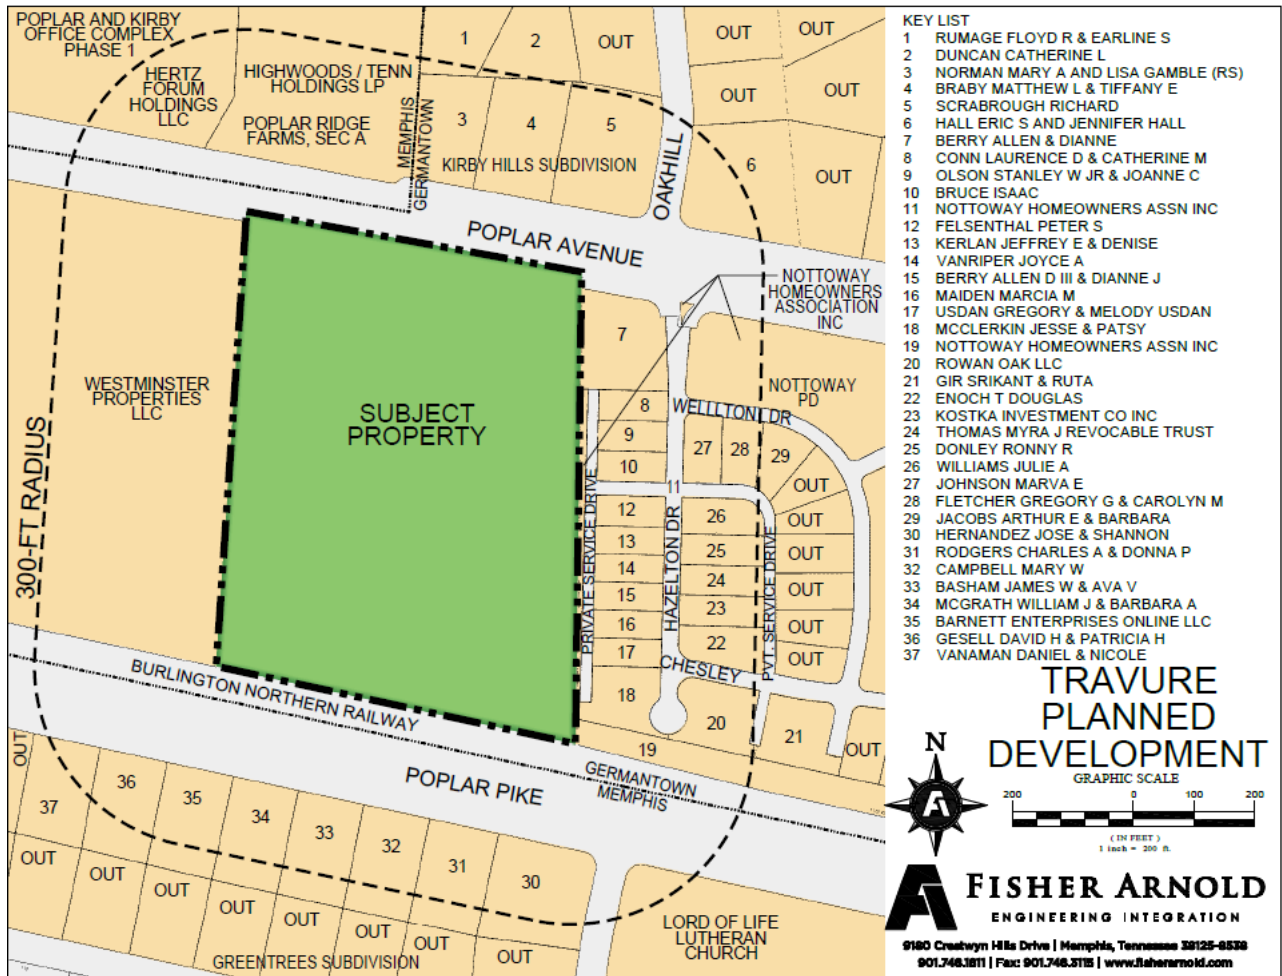 POPLAR AND KIRBY
OFFICE COMPLEX
PHASE 1
HERTZ
FORUM
HOLDINGS
LLC
HIGHWOODS / TENN
HOLDINGS LP
POPLAR RIDGE
FARMS, SEC A
MEMPHIS
GERMANTOWN
1
2
OUT
3
4
5
KIRBY HILLS SUBDIVISION
OAKHILL
OUT
OUT
OUT
OUT
6
OUT
POPLAR AVENUE
NOTTOWAY
HOMEOWNERS
ASSOCIATION
INC
7
WESTMINSTER
PROPERTIES
LLC
SUBJECT
PROPERTY
300-FT RADIUS
NOTTOWAY
PD
WELLLTON DR
8
9
10
27
28
29
OUT
11
PRIVATE SERVICE DRIVE
HAZELTON DR
PVT. SERVICE DRIVE
12
13
14
15
16
17
18
26
25
24
23
22
OUT
OUT
OUT
OUT
OUT
CHESLEY
19
20
21
OUT
BURLINGTON NORTHERN RAILWAY
GERMANTOWN
MEMPHIS
POPLAR PIKE
OUT
37
36
35
34
33
32
31
30
OUT
OUT
OUT
OUT
OUT
OUT
OUT
OUT
GREENTREES SUBDIVISION
LORD OF LIFE
LUTHERAN
CHURCH
KEY LIST
1 RUMAGE FLOYD R & EARLINE S
2 DUNCAN CATHERINE L
3 NORMAN MARY A AND LISA GAMBLE (RS)
4 BRABY MATTHEW L & TIFFANY E
5 SCRABROUGH RICHARD
6 HALL ERIC S AND JENNIFER HALL
7 BERRY ALLEN & DIANNE
8 CONN LAURENCE D & CATHERINE M
9 OLSON STANLEY W JR & JOANNE C
10 BRUCE ISAAC
11 NOTTOWAY HOMEOWNERS ASSN INC
12 FELSENTHAL PETER S
13 KERLAN JEFFREY E & DENISE
14 VANRIPER JOYCE A
15 BERRY ALLEN D III & DIANNE J
16 MAIDEN MARCIA M
17 USDAN GREGORY & MELODY USDAN
18 MCCLERKIN JESSE & PATSY
19 NOTTOWAY HOMEOWNERS ASSN INC
20 ROWAN OAK LLC
21 GIR SRIKANT & RUTA
22 ENOCH T DOUGLAS
23 KOSTKA INVESTMENT CO INC
24 THOMAS MYRA J REVOCABLE TRUST
25 DONLEY RONNY R
26 WILLIAMS JULIE A
27 JOHNSON MARVA E
28 FLETCHER GREGORY G & CAROLYN M
29 JACOBS ARTHUR E & BARBARA
30 HERNANDEZ JOSE & SHANNON
31 RODGERS CHARLES A & DONNA P
32 CAMPBELL MARY W
33 BASHAM JAMES W & AVA V
34 MCGRATH WILLIAM J & BARBARA A
35 BARNETT ENTERPRISES ONLINE LLC
36 GESELL DAVID H & PATRICIA H
37 VANAMAN DANIEL & NICOLE
TRAVURE
PLANNED
DEVELOPMENT
N
GRAPHIC SCALE
200 0 100 200
( IN FEET )
1 inch = 200 ft.
FISHER ARNOLD
ENGINEERING INTEGRATION
9180 Crestwyn Hills Drive | Memphis, Tennessee 38125-8538
901.748.1811 | Fax: 901.748.3115 | www.fisherarnold.com